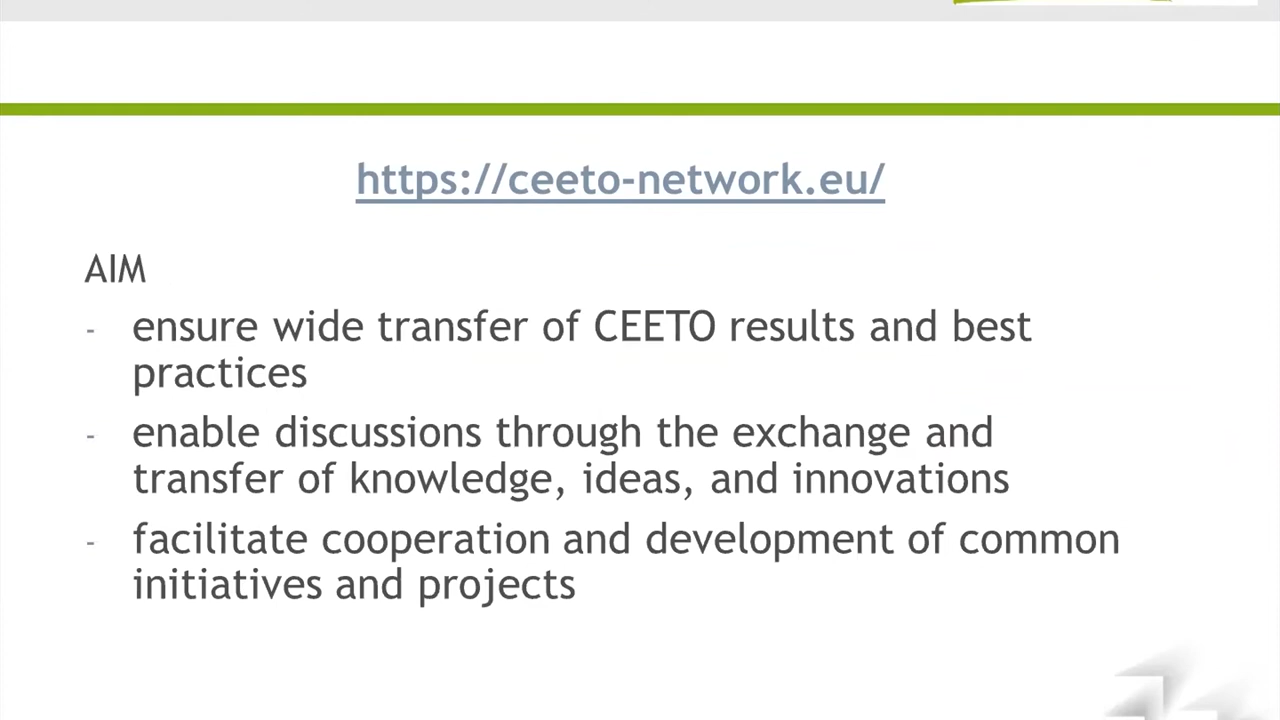 https://ceeto-network.eu/
AIM
- ensure wide transfer of CEETO results and best
practices
- enable discussions through the exchange and
transfer of knowledge, ideas, and innovations
- facilitate cooperation and development of common
initiatives and projects